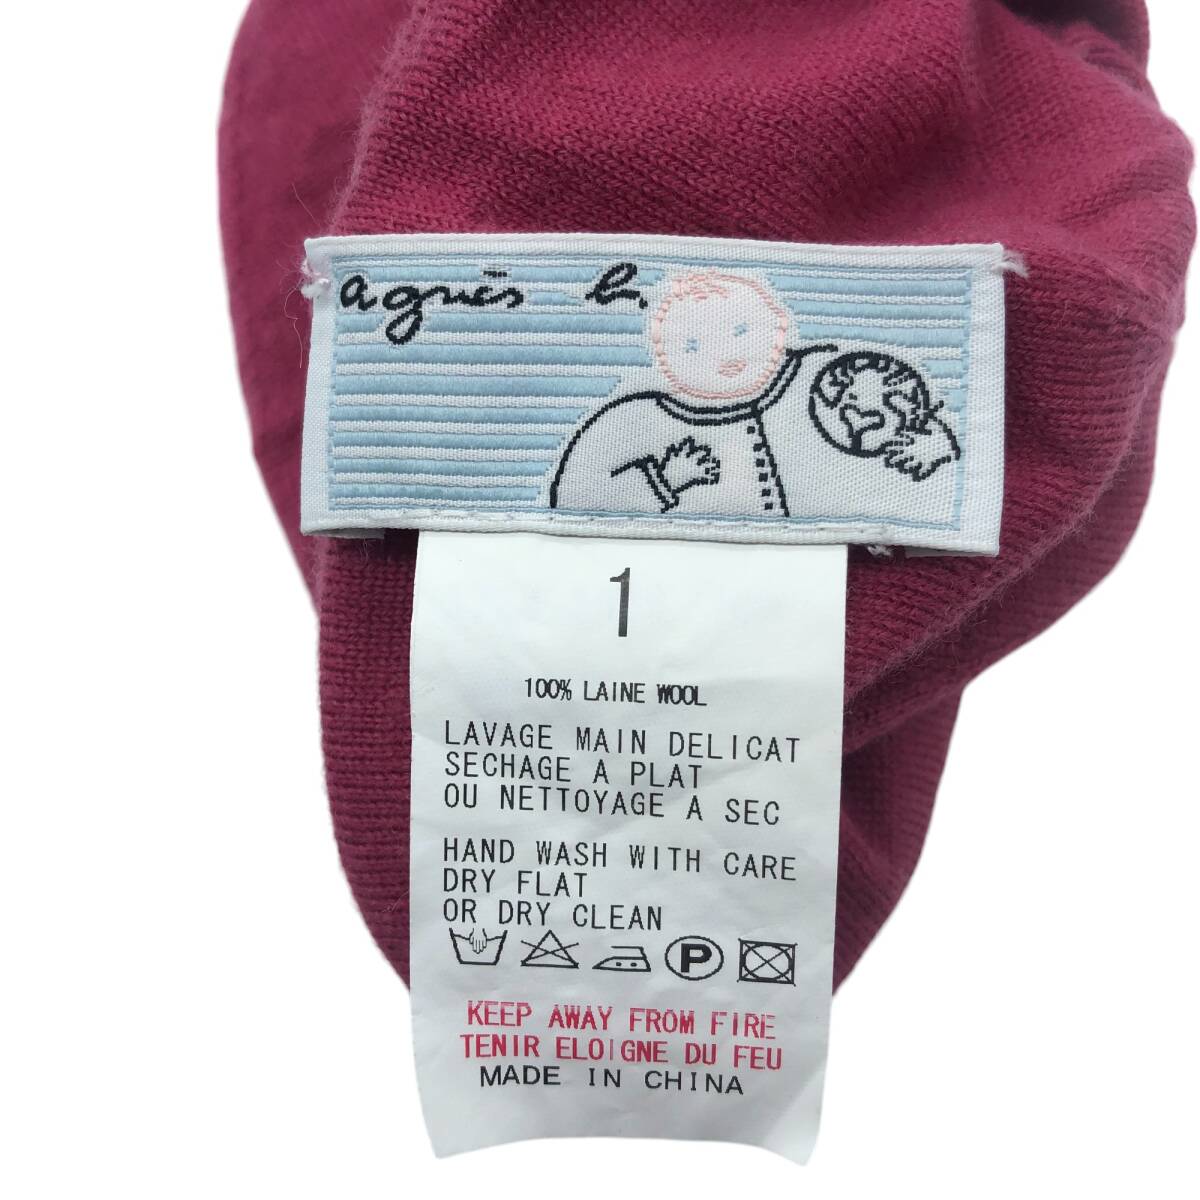 agnès b.
1
100% LAINE WOOL
LAVAGE MAIN DELICAT
SECHAGE A PLAT
OU NETTOYAGE A SEC
HAND WASH WITH CARE
DRY FLAT
OR DRY CLEAN
P
KEEP AWAY FROM FIRE
TENIR ELOIGNE DU FEU
MADE IN CHINA